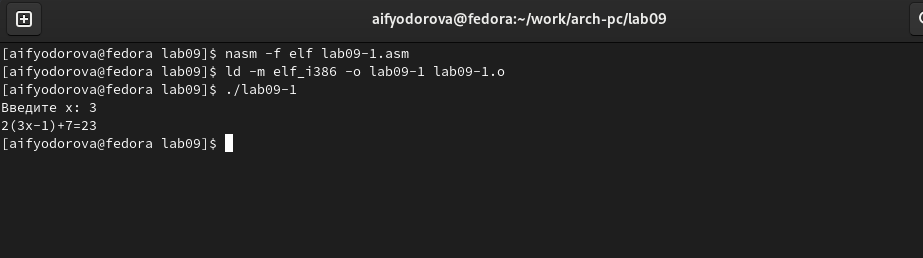 aifyodorova@fedora:~/work/arch-pc/lab09
[aifyodorova@fedora lab09]$ nasm -f elf lab09-1.asm
[aifyodorova@fedora lab09]$ ld -m elf_i386 -o lab09-1 lab09-1.o
[aifyodorova@fedora lab09]$ ./lab09-1
Введите x: 3
2(3x-1)+7=23
[aifyodorova@fedora lab09]$